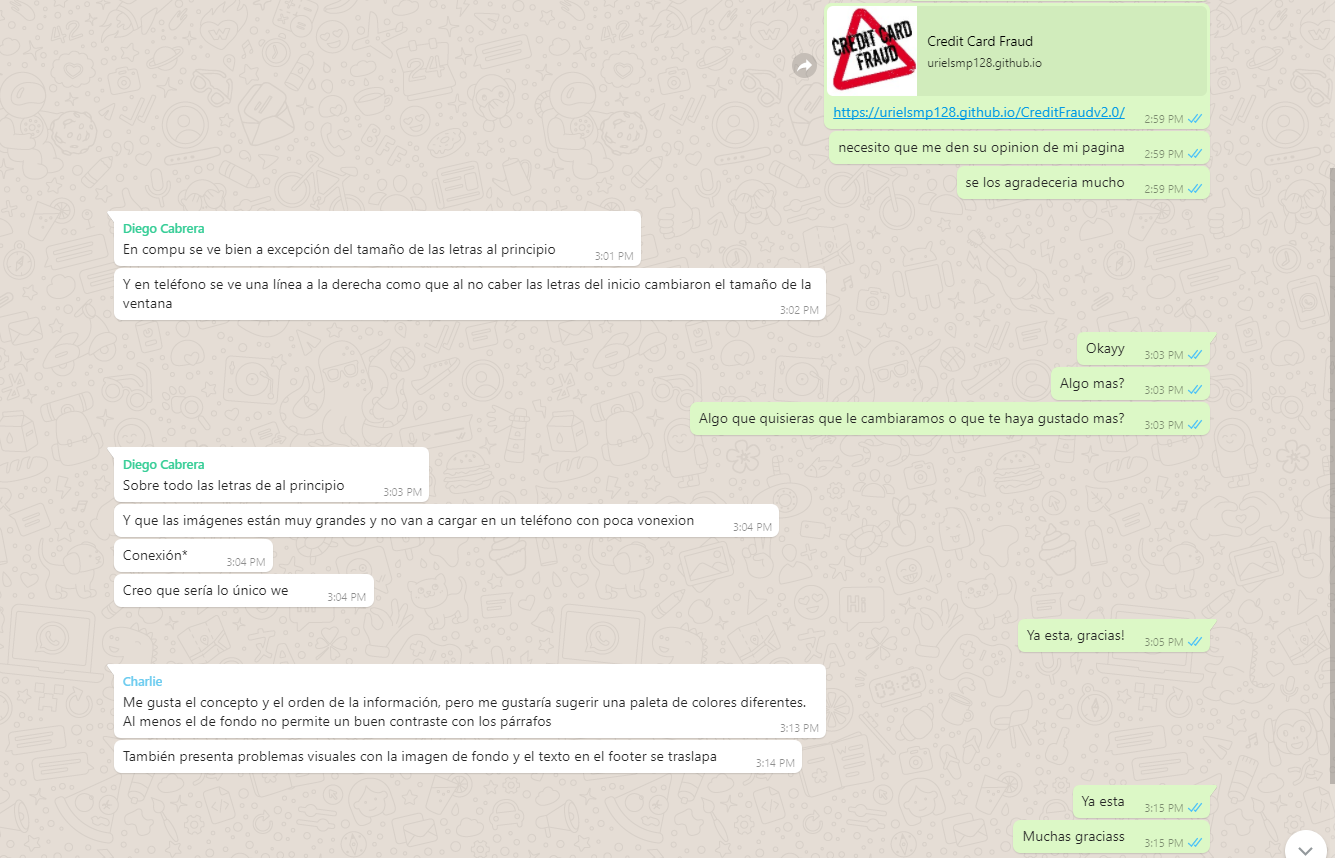 CREDIT CARD
FRAUD
Credit Card Fraud
urielsmp128.github.io
https://urielsmp128.github.io/CreditFraudv2.0/
2:59 PM
necesito que me den su opinion de mi pagina
2:59 PM
se los agradeceria mucho
2:59 PM
Diego Cabrera
En compu se ve bien a excepción del tamaño de las letras al principio
3:01 PM
Y en teléfono se ve una línea a la derecha como que al no caber las letras del inicio cambiaron el tamaño de la
ventana
3:02 PM
Okayy
3:03 PM
Algo mas?
3:03 PM
Algo que quisieras que le cambiaramos o que te haya gustado mas?
3:03 PM
Diego Cabrera
Sobre todo las letras de al principio
3:03 PM
Y que las imágenes están muy grandes y no van a cargar en un teléfono con poca vonexion
3:04 PM
Conexión*
3:04 PM
Creo que sería lo único we
3:04 PM
Ya esta, gracias!
3:05 PM
Charlie
Me gusta el concepto y el orden de la información, pero me gustaría sugerir una paleta de colores diferentes.
Al menos el de fondo no permite un buen contraste con los párrafos
3:13 PM
También presenta problemas visuales con la imagen de fondo y el texto en el footer se traslapa
3:14 PM
Ya esta
3:15 PM
Muchas graciass
3:15 PM